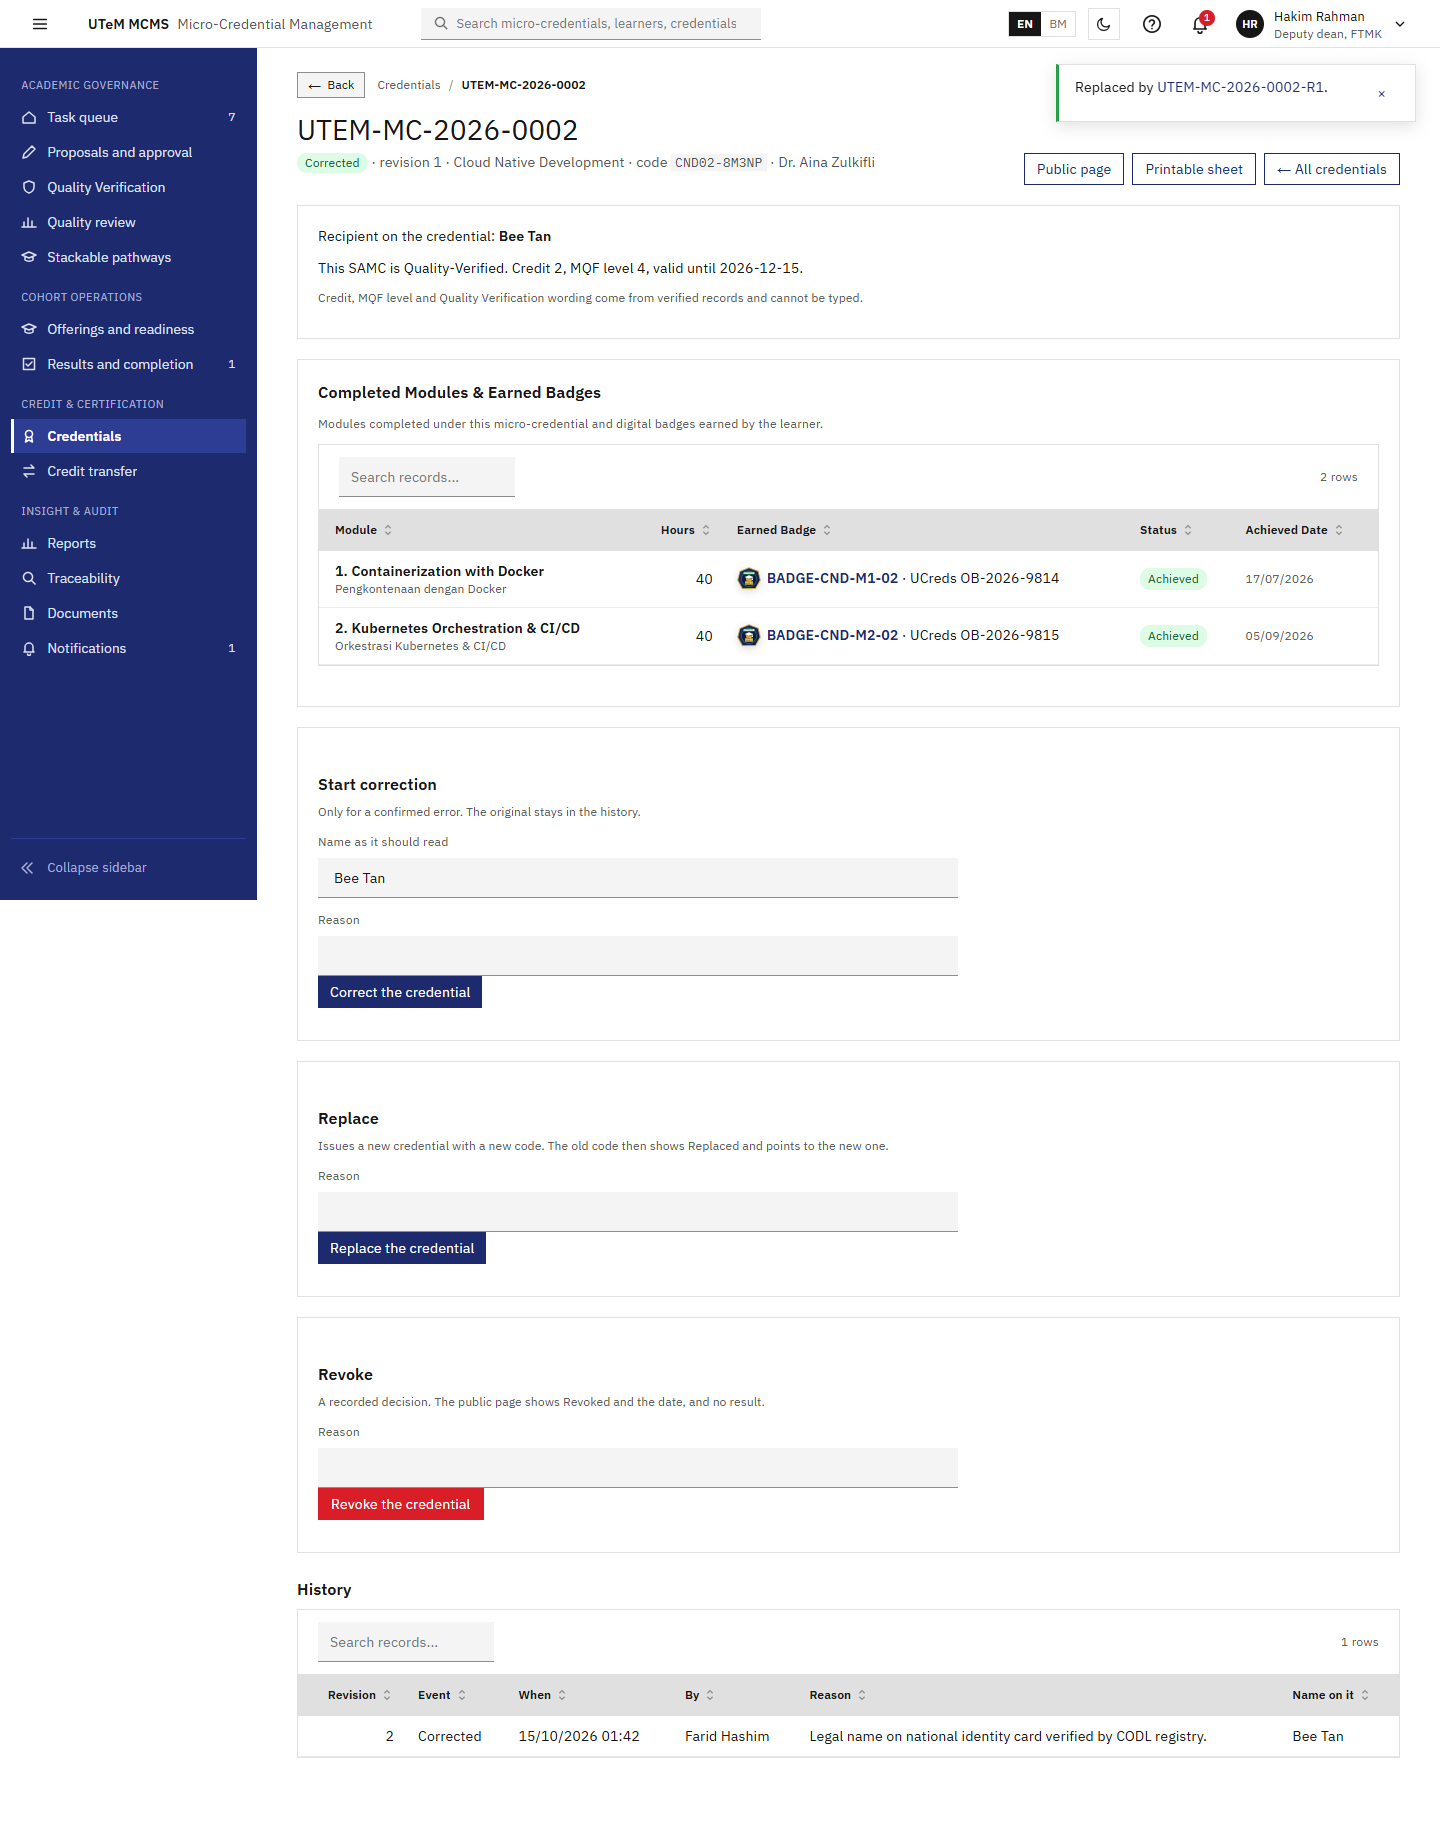 UTeM MCMS Micro-Credential Management
Search micro-credentials, learners, credentials
EN BM
1
HR
Hakim Rahman
Deputy dean, FTMK
ACADEMIC GOVERNANCE
Task queue 7
Proposals and approval
Quality Verification
Quality review
Stackable pathways
COHORT OPERATIONS
Offerings and readiness
Results and completion 1
CREDIT & CERTIFICATION
Credentials
Credit transfer
INSIGHT & AUDIT
Reports
Traceability
Documents
Notifications 1
Collapse sidebar
← Back Credentials / UTEM-MC-2026-0002
Replaced by UTEM-MC-2026-0002-R1. ×
UTEM-MC-2026-0002
Corrected · revision 1 · Cloud Native Development · code CND02-8M3NP · Dr. Aina Zulkifli
Public page Printable sheet ← All credentials
Recipient on the credential: Bee Tan
This SAMC is Quality-Verified. Credit 2, MQF level 4, valid until 2026-12-15.
Credit, MQF level and Quality Verification wording come from verified records and cannot be typed.
Completed Modules & Earned Badges
Modules completed under this micro-credential and digital badges earned by the learner.
Search records... 2 rows
Module Hours Earned Badge Status Achieved Date
1. Containerization with Docker 40 BADGE-CND-M1-02 · UCreds OB-2026-9814 Achieved 17/07/2026
Pengkontenaan dengan Docker
2. Kubernetes Orchestration & CI/CD 40 BADGE-CND-M2-02 · UCreds OB-2026-9815 Achieved 05/09/2026
Orkestrasi Kubernetes & CI/CD
Start correction
Only for a confirmed error. The original stays in the history.
Name as it should read
Bee Tan
Reason
Correct the credential
Replace
Issues a new credential with a new code. The old code then shows Replaced and points to the new one.
Reason
Replace the credential
Revoke
A recorded decision. The public page shows Revoked and the date, and no result.
Reason
Revoke the credential
History
Search records... 1 rows
Revision Event When By Reason Name on it
2 Corrected 15/10/2026 01:42 Farid Hashim Legal name on national identity card verified by CODL registry. Bee Tan